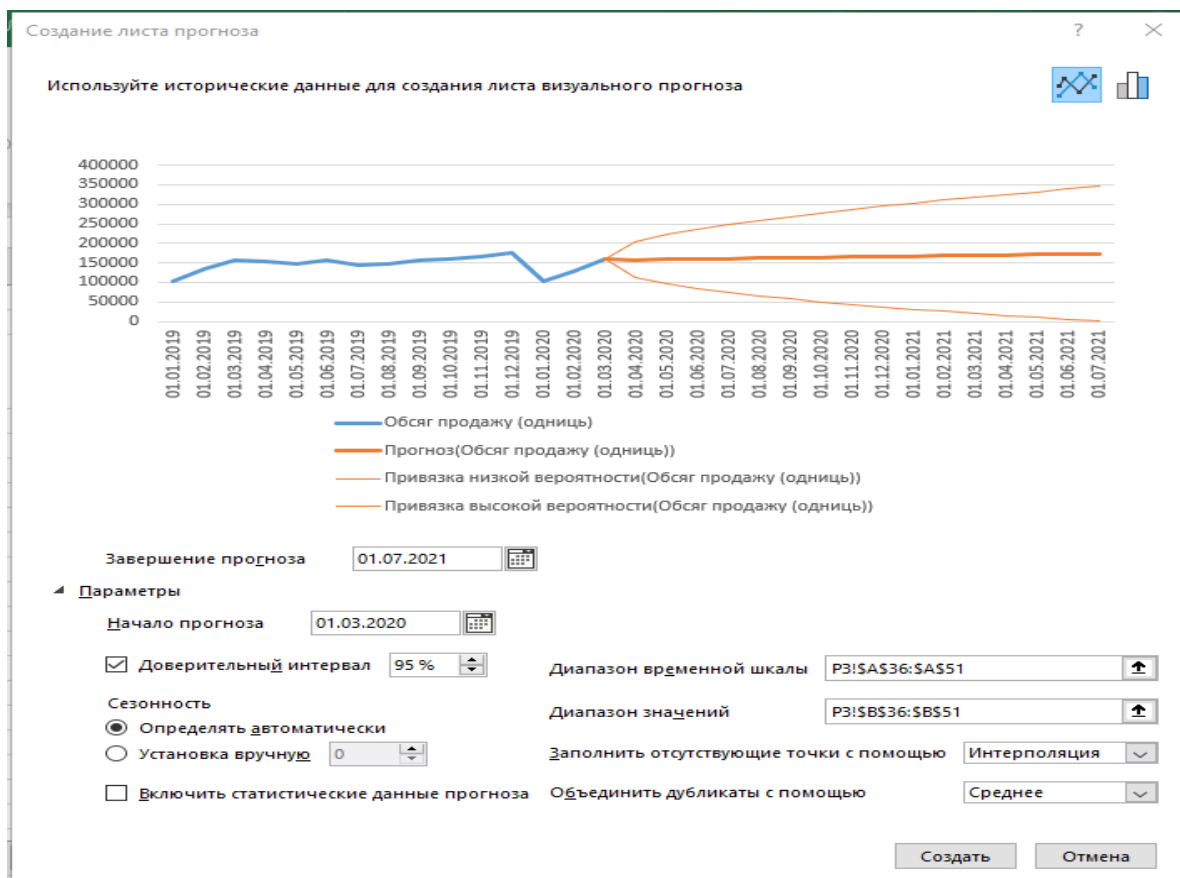 Создание листа прогноза
?
Используйте исторические данные для создания листа визуального прогноза
400000
350000
300000
250000
200000
150000
100000
50000
0
01.01.2019
01.02.2019
01.03.2019
01.04.2019
01.05.2019
01.06.2019
01.07.2019
01.08.2019
01.09.2019
01.10.2019
01.11.2019
01.12.2019
01.01.2020
01.02.2020
01.03.2020
01.04.2020
01.05.2020
01.06.2020
01.07.2020
01.08.2020
01.09.2020
01.10.2020
01.11.2020
01.12.2020
01.01.2021
01.02.2021
01.03.2021
01.04.2021
01.05.2021
01.06.2021
01.07.2021
Обсяг продажу (одниць)
Прогноз(Обсяг продажу (одниць))
Привязка низкой вероятности(Обсяг продажу (одниць))
Привязка высокой вероятности(Обсяг продажу (одниць))
Завершение прогноза 01.07.2021
Параметры
Начало прогноза 01.03.2020
Доверительный интервал 95 %
Диапазон временной шкалы Р3!$A$36:$A$51
Сезонность
Определять автоматически
Диапазон значений Р3!$B$36:$B$51
Установка вручную 0
Заполнить отсутствующие точки с помощью Интерполяция
Включить статистические данные прогноза
Объединить дубликаты с помощью Среднее
Создать Отмена